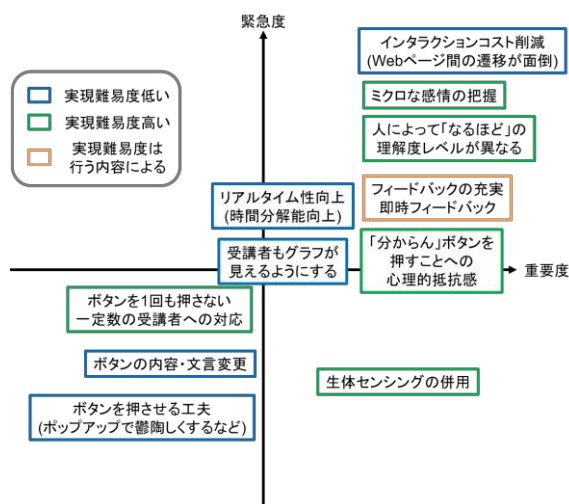 緊急度
インタラクションコスト削減
(Webページ間の遷移が面倒)
実現難易度低い
実現難易度高い
実現難易度は
行う内容による
ミクロな感情の把握
人によって「なるほど」の
理解度レベルが異なる
リアルタイム性向上
(時間分解能向上)
フィードバックの充実
即時フィードバック
受講者もグラフが
見えるようにする
「分からん」ボタンを
押すことへの
心理的抵抗感
重要度
ボタンを1回も押さない
一定数の受講者への対応
ボタンの内容・文言変更
生体センシングの併用
ボタンを押させる工夫
(ポップアップで鬱陶しくするなど)